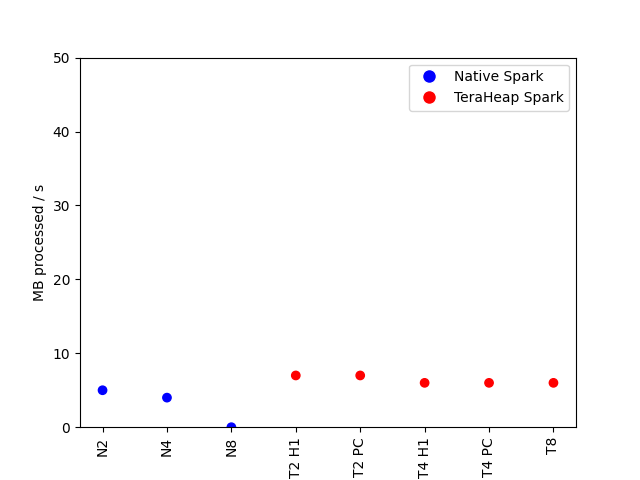 50
40
30
20
10
0
MB processed / s
Native Spark
TeraHeap Spark
N2
N4
N8
T2 H1
T2 PC
T4 H1
T4 PC
T8